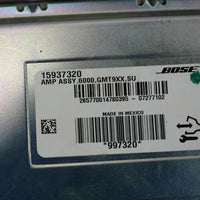 15937320
BOSE
AMP ASSY.6000,GMT9XX,SU
265770014780395 - 07277102
MADE IN MEXICO
*997320*